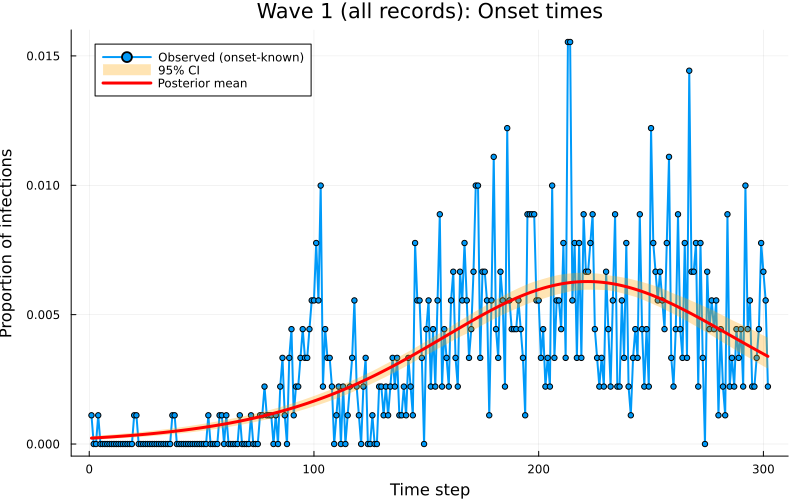 Wave 1 (all records): Onset times
Observed (onset-known)
95% CI
Posterior mean
Proportion of infections
0.015
0.010
0.005
0.000
0
100
200
300
Time step